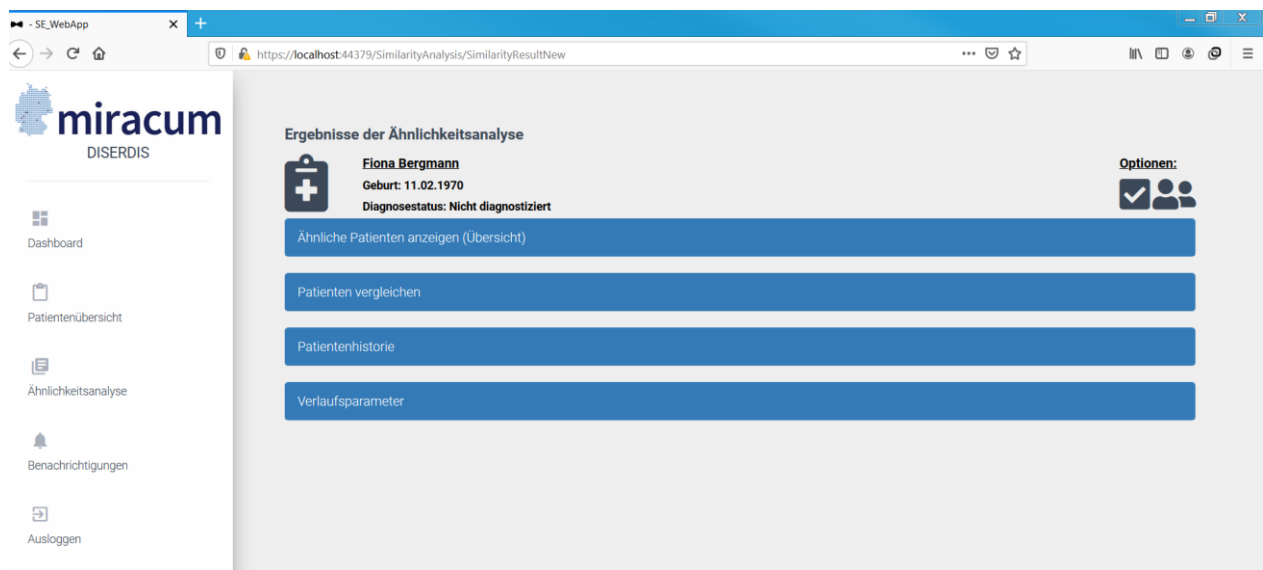 - SE_WebApp
https://localhost:44379/SimilarityAnalysis/SimilarityResultNew
miracum
DISERDIS
Dashboard
Patientenübersicht
Ähnlichkeitsanalyse
Benachrichtigungen
Ausloggen
Ergebnisse der Ähnlichkeitsanalyse
Fiona Bergmann
Geburt: 11.02.1970
Diagnosestatus: Nicht diagnostiziert
Optionen:
Ähnliche Patienten anzeigen (Übersicht)
Patienten vergleichen
Patientenhistorie
Verlaufsparameter